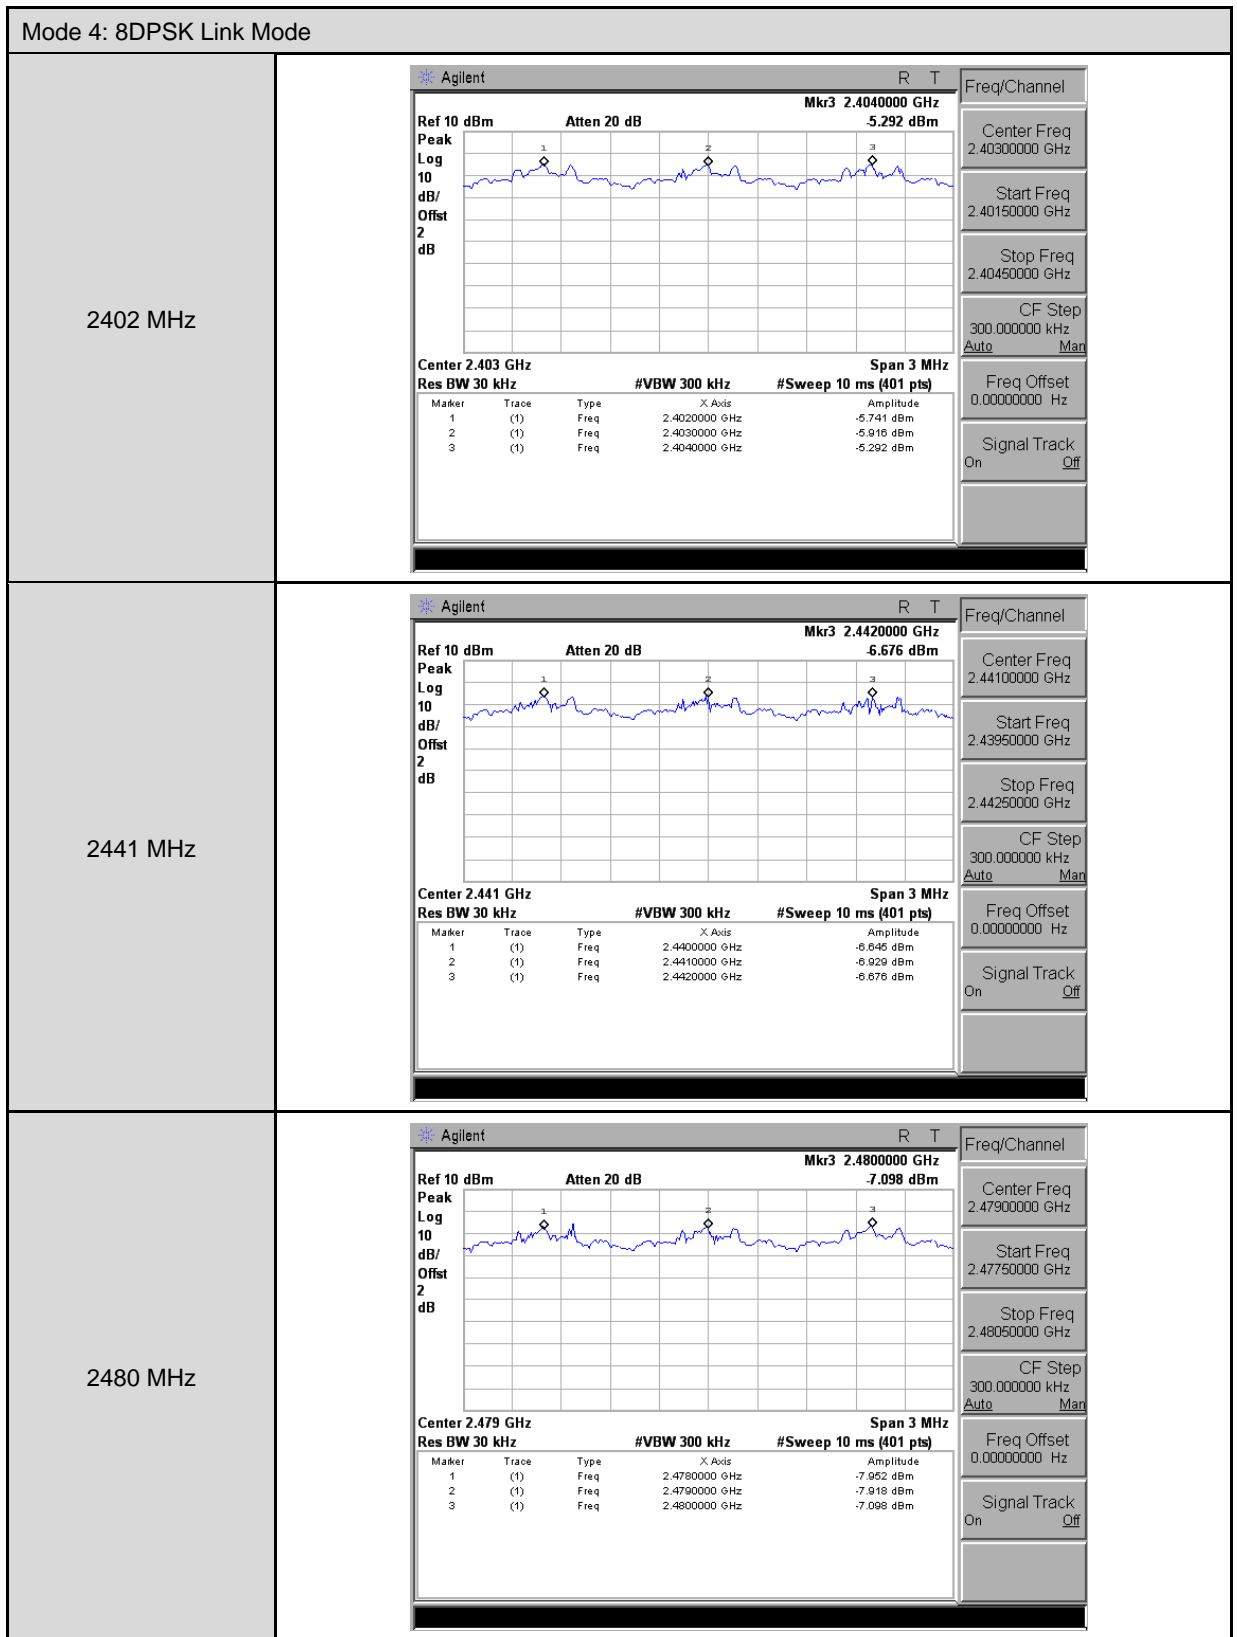 Mode 4: 8DPSK Link Mode
2402 MHz
Agilent R T
Mkr3 2.4040000 GHz
Ref 10 dBm Atten 20 dB -5.292 dBm
Peak
Log
10
dB/
Offst
2
dB
1 2 3
Center 2.403 GHz Span 3 MHz
Res BW 30 kHz #VBW 300 kHz #Sweep 10 ms (401 pts)
Marker Trace Type X Axis Amplitude
1 (1) Freq 2.4020000 GHz -5.741 dBm
2 (1) Freq 2.4030000 GHz -5.916 dBm
3 (1) Freq 2.4040000 GHz -5.292 dBm
Freq/Channel
Center Freq
2.40300000 GHz
Start Freq
2.40150000 GHz
Stop Freq
2.40450000 GHz
CF Step
300.000000 kHz
Auto Man
Freq Offset
0.00000000 Hz
Signal Track
On Off
2441 MHz
Agilent R T
Mkr3 2.4420000 GHz
Ref 10 dBm Atten 20 dB -6.676 dBm
Peak
Log
10
dB/
Offst
2
dB
1 2 3
Center 2.441 GHz Span 3 MHz
Res BW 30 kHz #VBW 300 kHz #Sweep 10 ms (401 pts)
Marker Trace Type X Axis Amplitude
1 (1) Freq 2.4400000 GHz -6.645 dBm
2 (1) Freq 2.4410000 GHz -6.929 dBm
3 (1) Freq 2.4420000 GHz -6.676 dBm
Freq/Channel
Center Freq
2.44100000 GHz
Start Freq
2.43950000 GHz
Stop Freq
2.44250000 GHz
CF Step
300.000000 kHz
Auto Man
Freq Offset
0.00000000 Hz
Signal Track
On Off
2480 MHz
Agilent R T
Mkr3 2.4800000 GHz
Ref 10 dBm Atten 20 dB -7.098 dBm
Peak
Log
10
dB/
Offst
2
dB
1 2 3
Center 2.479 GHz Span 3 MHz
Res BW 30 kHz #VBW 300 kHz #Sweep 10 ms (401 pts)
Marker Trace Type X Axis Amplitude
1 (1) Freq 2.4780000 GHz -7.952 dBm
2 (1) Freq 2.4790000 GHz -7.918 dBm
3 (1) Freq 2.4800000 GHz -7.098 dBm
Freq/Channel
Center Freq
2.47900000 GHz
Start Freq
2.47750000 GHz
Stop Freq
2.48050000 GHz
CF Step
300.000000 kHz
Auto Man
Freq Offset
0.00000000 Hz
Signal Track
On Off